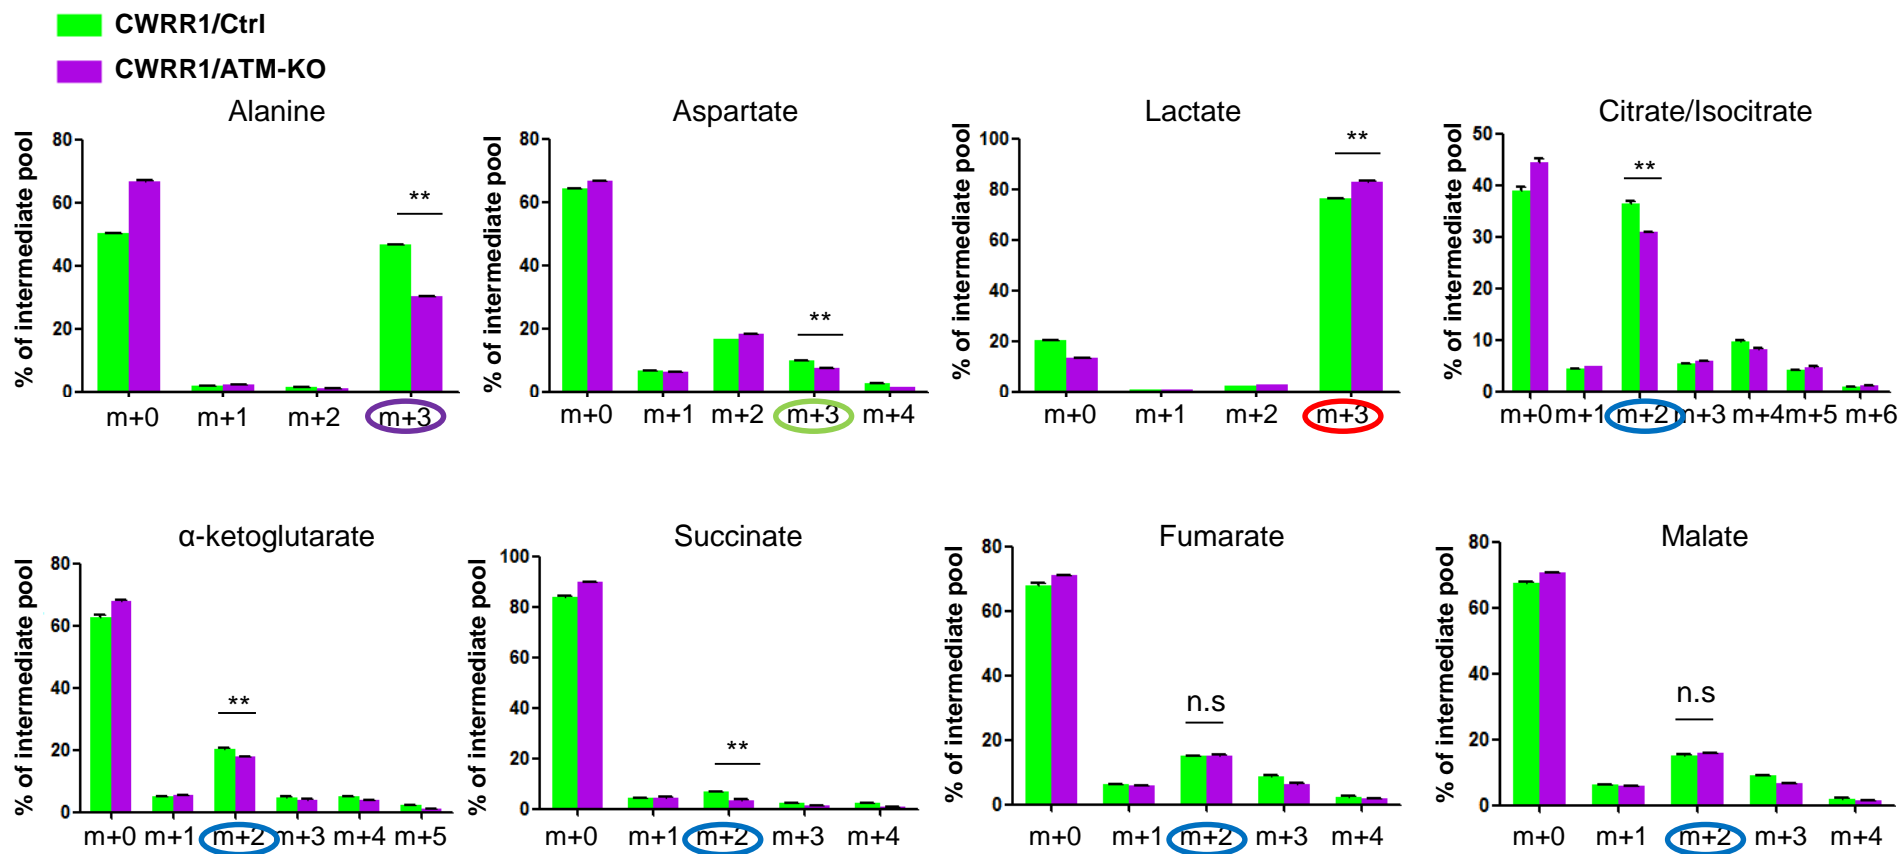 CWRR1/Ctrl
CWRR1/ATM-KO
Alanine
% of intermediate pool
80
60
40
20
0
**
m+0 m+1 m+2 m+3
Aspartate
% of intermediate pool
80
60
40
20
0
**
m+0 m+1 m+2 m+3 m+4
Lactate
% of intermediate pool
100
80
60
40
20
0
**
m+0 m+1 m+2 m+3
Citrate/Isocitrate
% of intermediate pool
50
40
30
20
10
0
**
m+0 m+1 m+2 m+3 m+4 m+5 m+6
α-ketoglutarate
% of intermediate pool
80
60
40
20
0
**
m+0 m+1 m+2 m+3 m+4 m+5
Succinate
% of intermediate pool
100
80
60
40
20
0
**
m+0 m+1 m+2 m+3 m+4
Fumarate
% of intermediate pool
80
60
40
20
0
n.s
m+0 m+1 m+2 m+3 m+4
Malate
% of intermediate pool
80
60
40
20
0
n.s
m+0 m+1 m+2 m+3 m+4